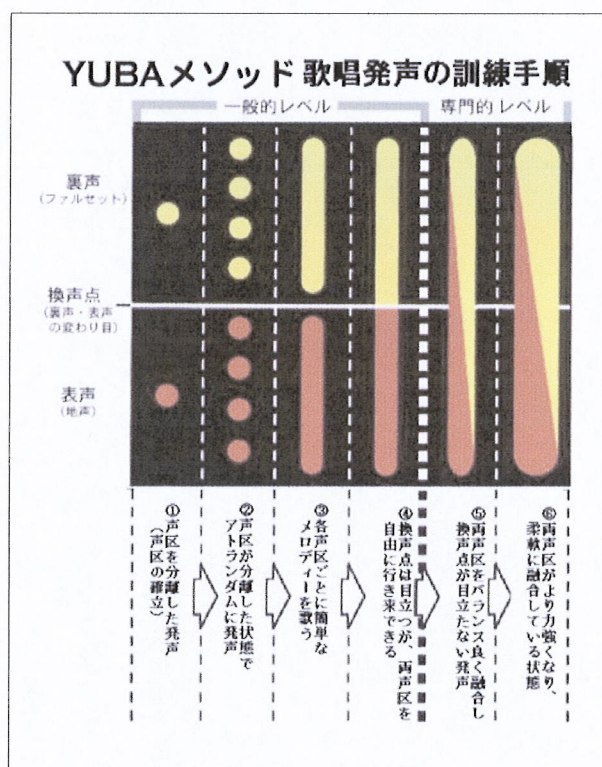 YUBAメソッド 歌唱発声の訓練手順
一般的レベル
専門的レベル
裏声
(ファルセット)
換声点
(裏声・表声
の変わり目)
表声
(地声)
①声区を分離した発声
(声区の確立)
②声区が分離した状態で
アトランダムに発声
③各声区ごとに簡単な
メロディーを歌う
④換声点は目立つが、両声区を
自由に行き来できる
⑤両声区をバランス良く融合し
換声点が目立たない発声
⑥両声区がより力強くなり、
柔軟に融合している状態